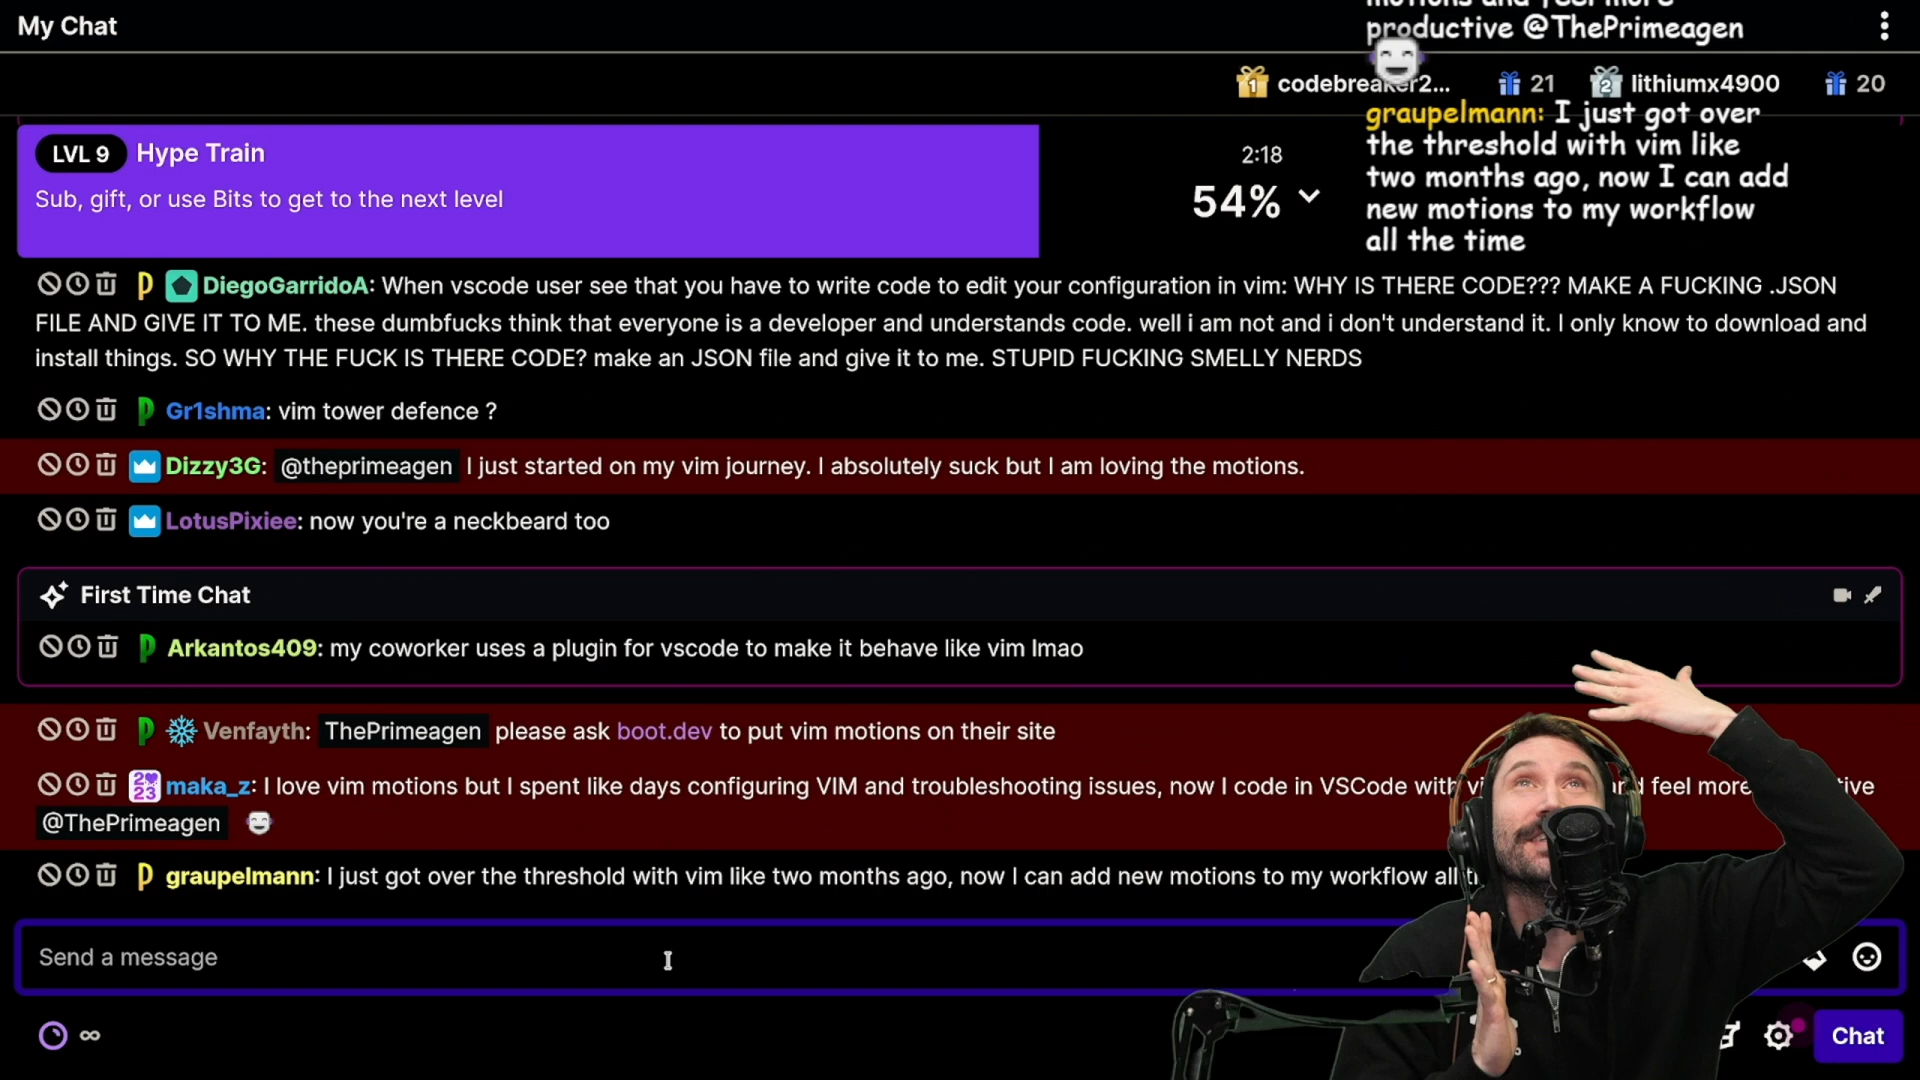 My Chat
motions and feel more
productive @ThePrimeagen
1 codebreaker2... 21 2 lithiumx4900 20
graupelmann: I just got over
the threshold with vim like
two months ago, now I can add
new motions to my workflow
all the time
LVL 9 Hype Train
Sub, gift, or use Bits to get to the next level
2:18
54%
DiegoGarridoA: When vscode user see that you have to write code to edit your configuration in vim: WHY IS THERE CODE??? MAKE A FUCKING .JSON
FILE AND GIVE IT TO ME. these dumbfucks think that everyone is a developer and understands code. well i am not and i don't understand it. I only know to download and
install things. SO WHY THE FUCK IS THERE CODE? make an JSON file and give it to me. STUPID FUCKING SMELLY NERDS
Gr1shma: vim tower defence ?
Dizzy3G: @theprimeagen I just started on my vim journey. I absolutely suck but I am loving the motions.
LotusPixiee: now you're a neckbeard too
First Time Chat
Arkantos409: my coworker uses a plugin for vscode to make it behave like vim lmao
Venfayth: ThePrimeagen please ask boot.dev to put vim motions on their site
maka_z: I love vim motions but I spent like days configuring VIM and troubleshooting issues, now I code in VSCode with feel more
@ThePrimeagen
graupelmann: I just got over the threshold with vim like two months ago, now I can add new motions to my workflow all
Send a message
Chat